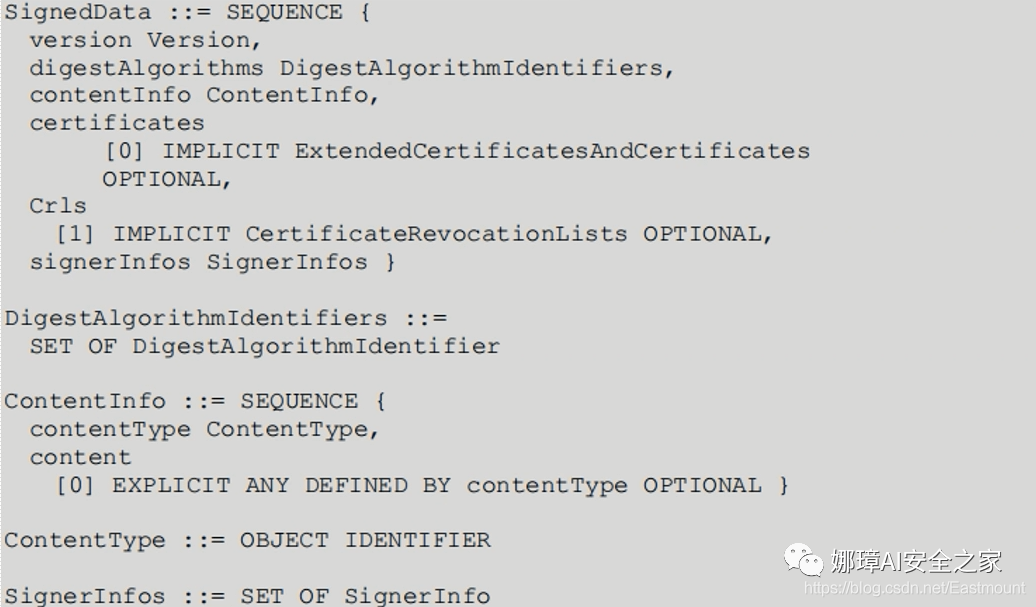 SignedData ::= SEQUENCE {
version Version,
digestAlgorithms DigestAlgorithmIdentifiers,
contentInfo ContentInfo,
certificates
[0] IMPLICIT ExtendedCertificatesAndCertificates
OPTIONAL,
Crls
[1] IMPLICIT CertificateRevocationLists OPTIONAL,
signerInfos SignerInfos }
DigestAlgorithmIdentifiers ::=
SET OF DigestAlgorithmIdentifier
ContentInfo ::= SEQUENCE {
contentType ContentType,
content
[0] EXPLICIT ANY DEFINED BY contentType OPTIONAL }
ContentType ::= OBJECT IDENTIFIER
娜璋AI安全之家
https://blog.csdn.net/Eastmount
SignerInfos ::= SET OF SignerInfo